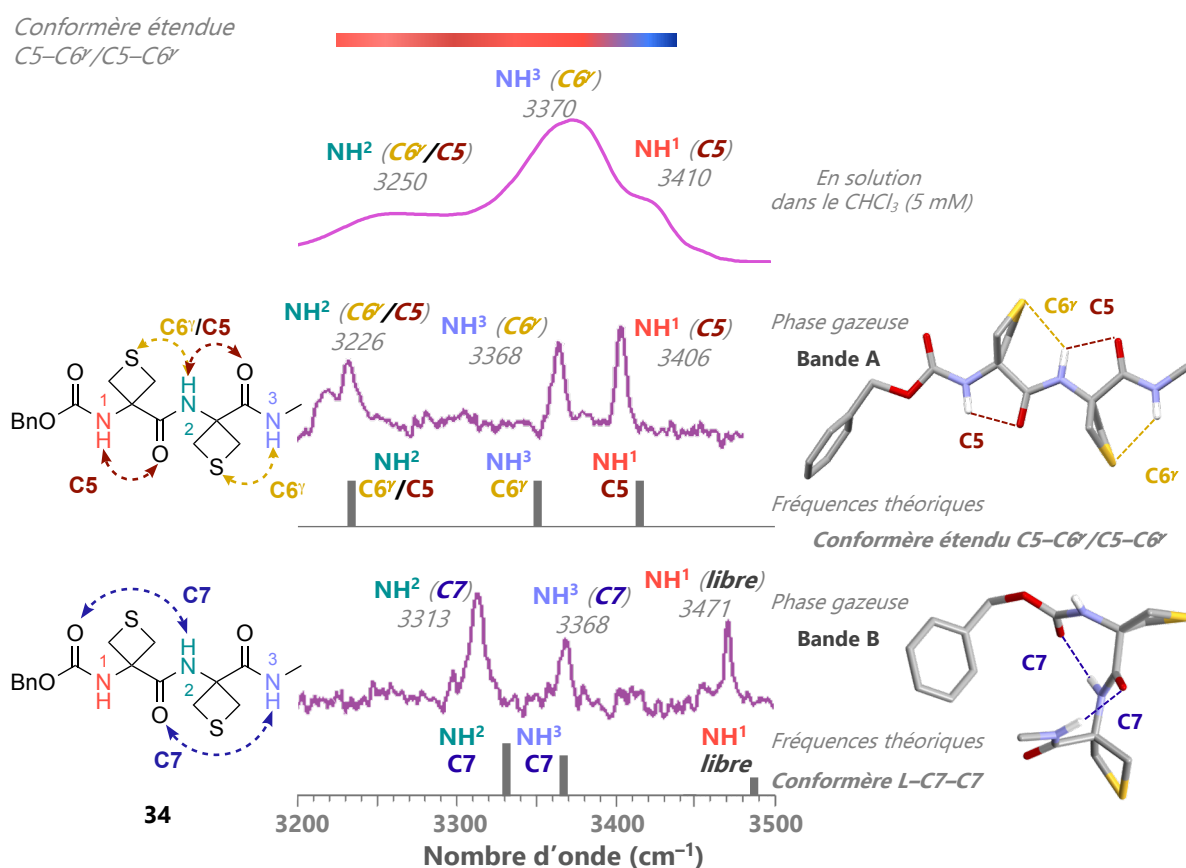 Conformère étendue
C5–C6ᵞ/C5–C6ᵞ
NH³ (C6ᵞ)
3370
NH² (C6ᵞ/C5)
3250
NH¹ (C5)
3410
En solution
dans le CHCl₃ (5 mM)
NH² (C6ᵞ/C5)
3226
NH³ (C6ᵞ)
3368
NH¹ (C5)
3406
Phase gazeuse
Bande A
C6ᵞ
C5
C5
C6ᵞ
C6ᵞ/C5
S
O
H
O
3
BnO
1
N
H
N
2
N
H
O
S
C5
C6ᵞ
NH²
C6ᵞ/C5
NH³
C6ᵞ
NH¹
C5
Fréquences théoriques
Conformère étendu C5–C6ᵞ/C5–C6ᵞ
C7
S
O
H
O
3
BnO
1
N
H
N
2
N
H
O
S
C7
34
NH² (C7)
3313
NH³ (C7)
3368
NH¹ (libre)
3471
Phase gazeuse
Bande B
C7
C7
NH²
C7
NH³
C7
NH¹
libre
Fréquences théoriques
Conformère L–C7–C7
3200 3300 3400 3500
Nombre d’onde (cm⁻¹)